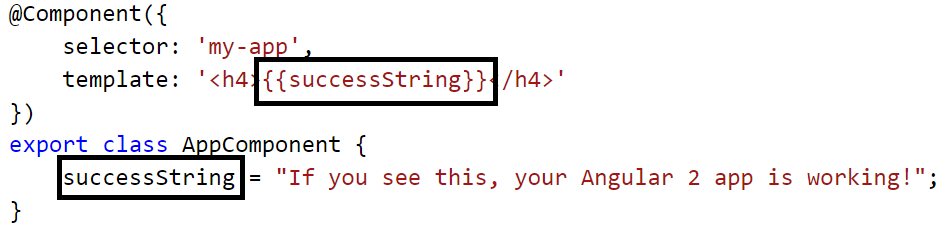 @Component({
    selector: 'my-app',
    template: '<h4>{{successString}}</h4>'
})
export class AppComponent {
    successString = "If you see this, your Angular 2 app is working!";
}